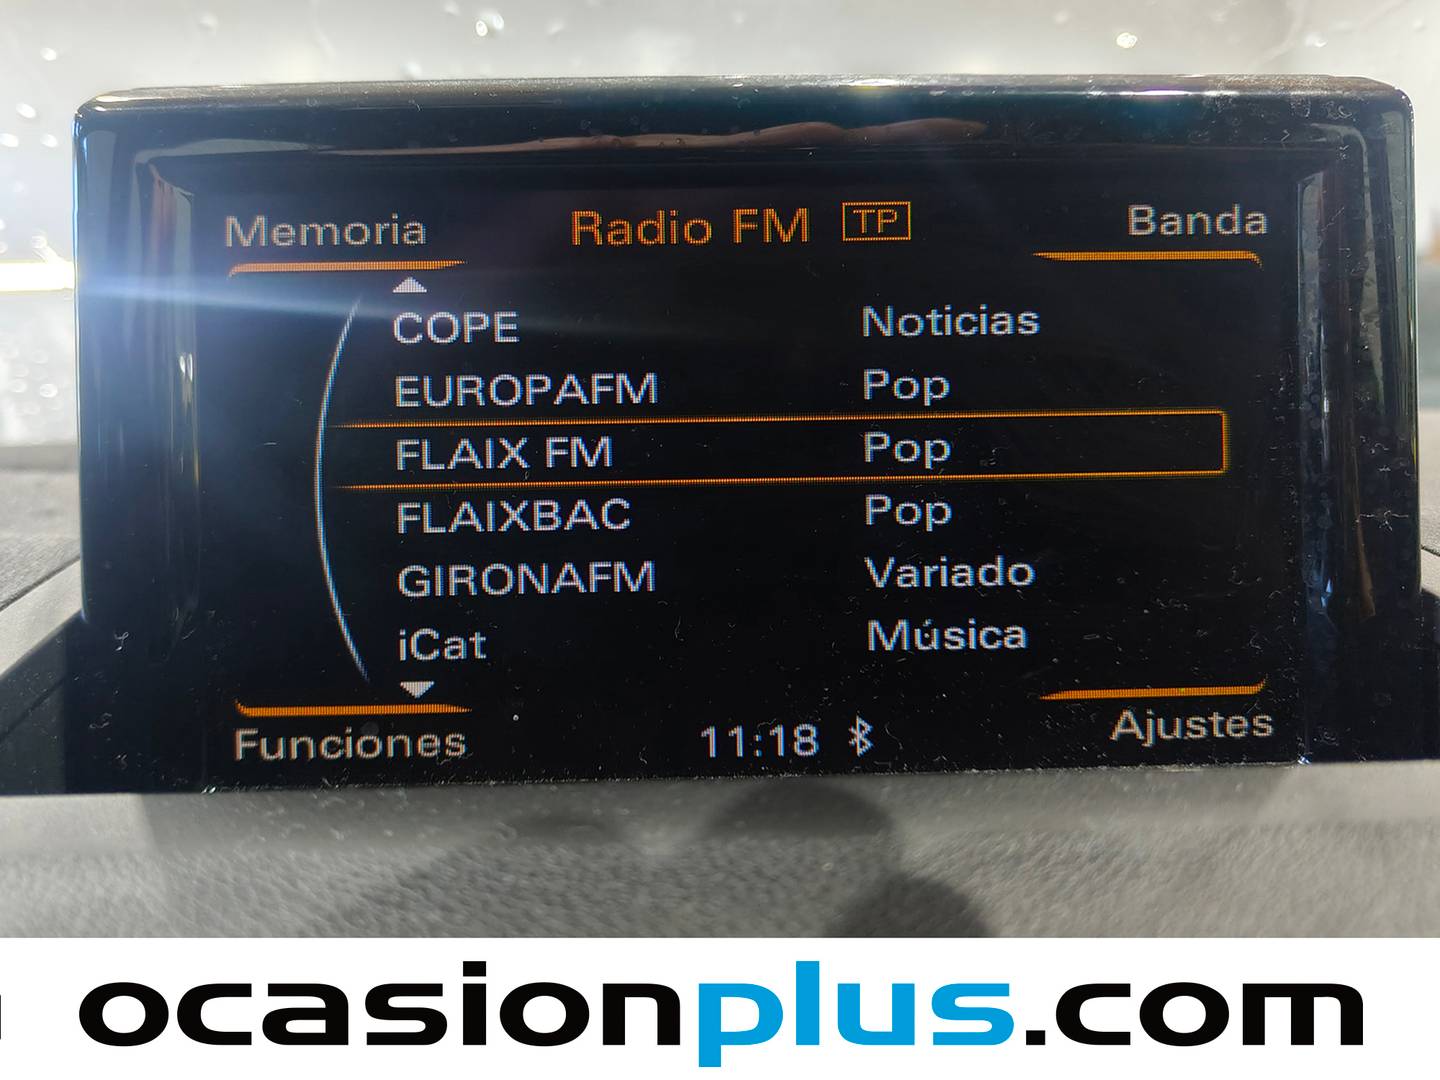 Memoria Radio FM TP Banda
COPE Noticias
EUROPAFM Pop
FLAIX FM Pop
FLAIXBAC Pop
GIRONAFM Variado
iCat Música
Funciones 11:18 Ajustes
ocasionplus.com